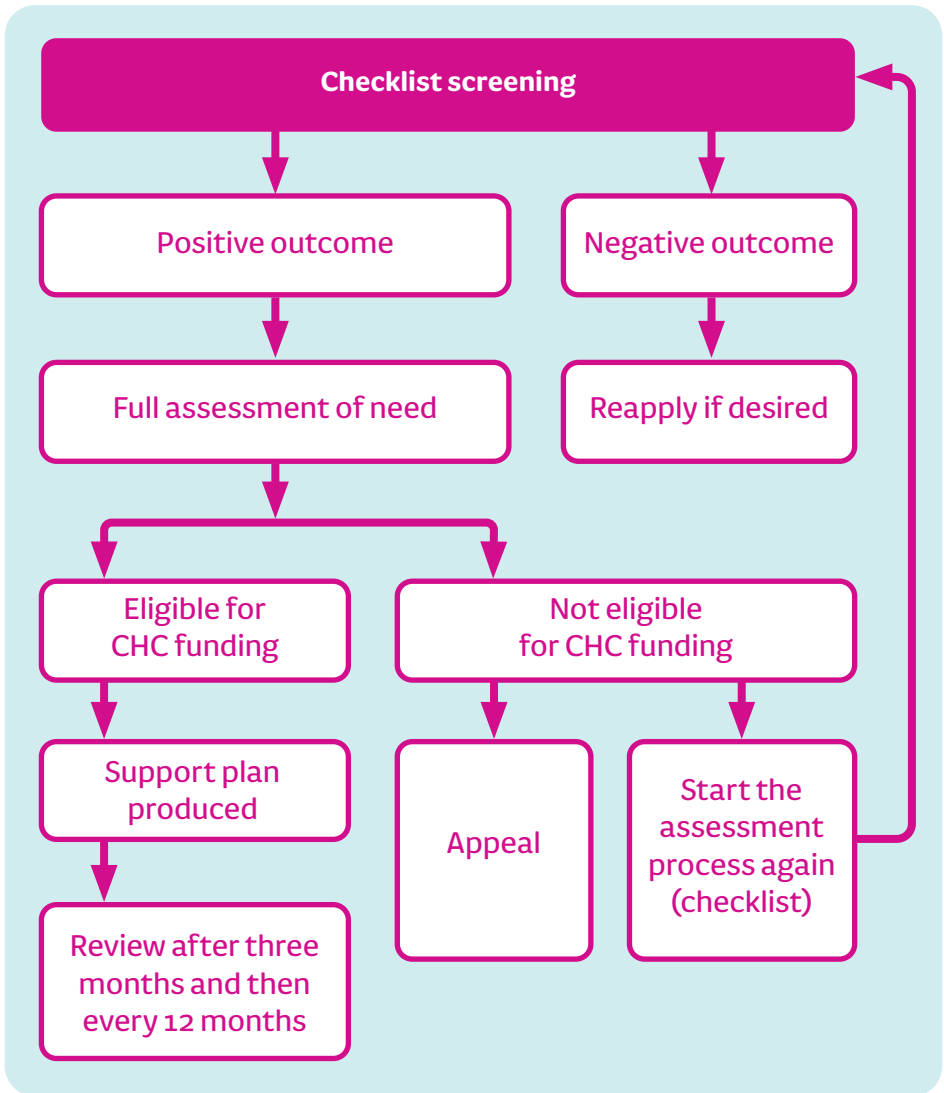 Checklist screening
Positive outcome
Negative outcome
Full assessment of need
Reapply if desired
Eligible for
CHC funding
Not eligible
for CHC funding
Support plan
produced
Appeal
Start the
assessment
process again
(checklist)
Review after three
months and then
every 12 months